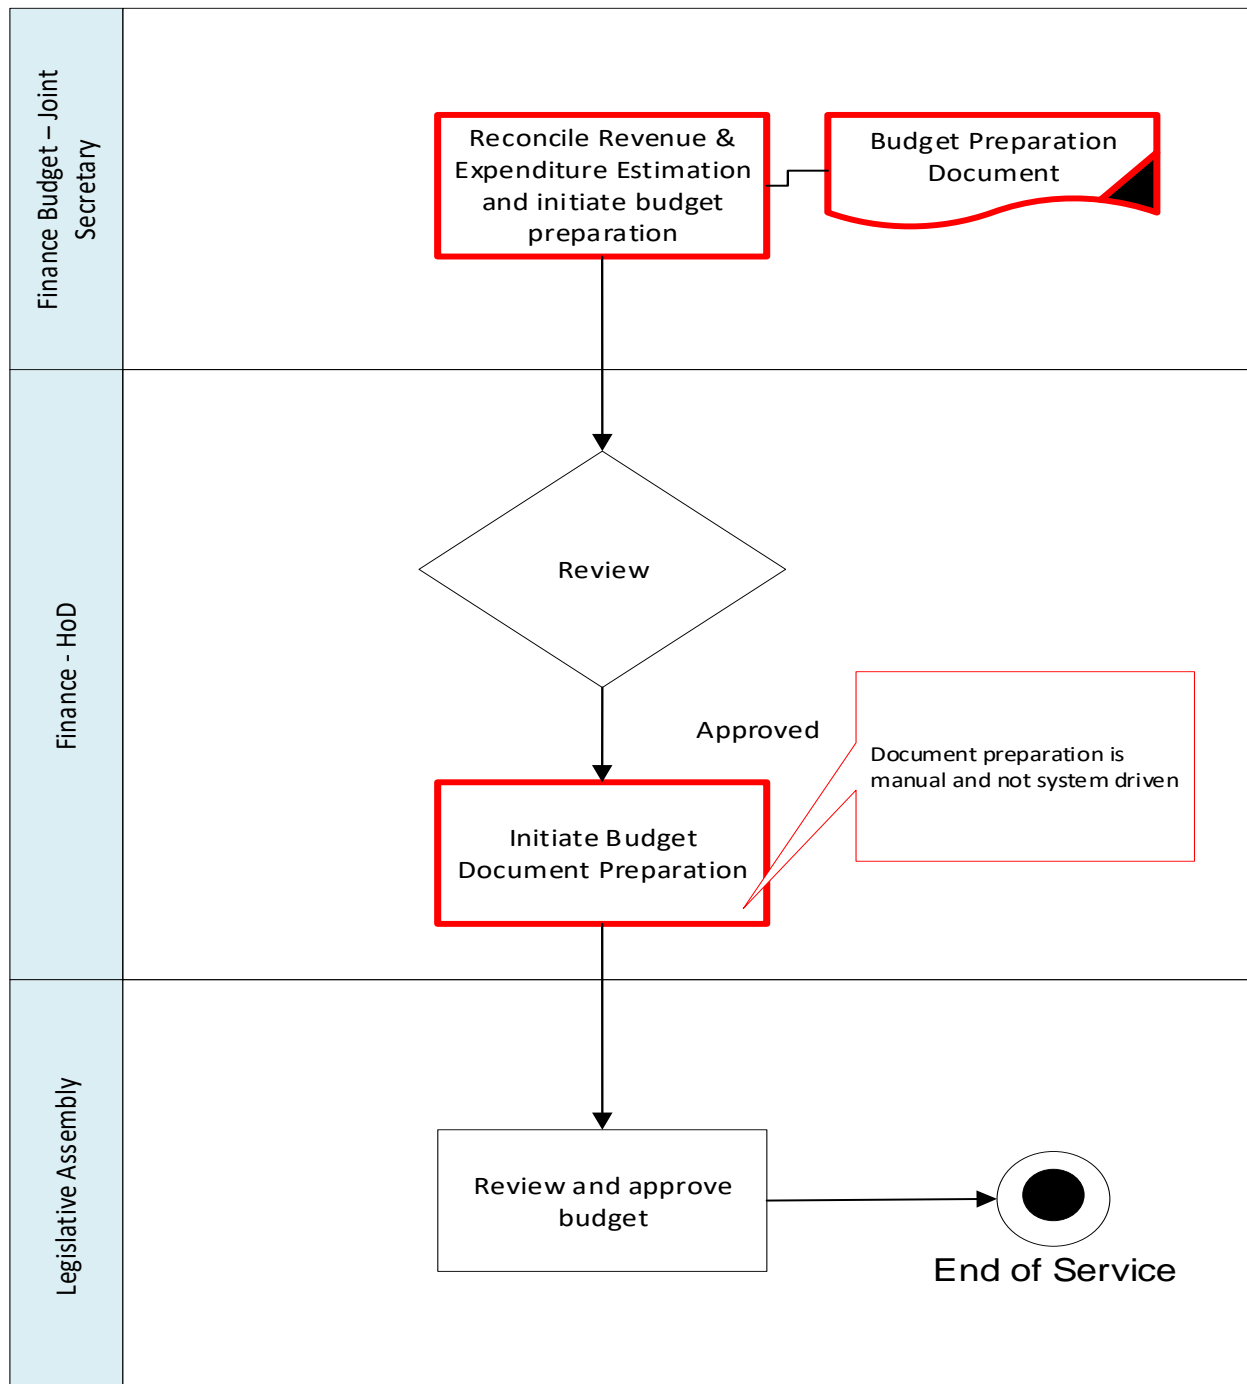 Finance Budget – Joint
Secretary
Reconcile Revenue &
Expenditure Estimation
and initiate budget
preparation
Budget Preparation
Document
Finance - HoD
Review
Approved
Document preparation is
manual and not system driven
Initiate Budget
Document Preparation
Legislative Assembly
Review and approve
budget
End of Service